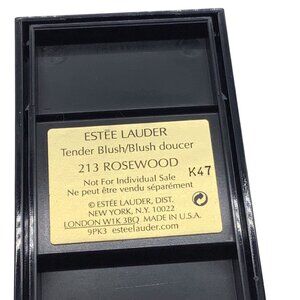 ESTĒE LAUDER
Tender Blush/Blush doucer
213 ROSEWOOD
Not For Individual Sale
K47
Ne peut être vendu séparément
© ESTĒE LAUDER, DIST.
NEW YORK, N.Y. 10022
LONDON W1K 3BQ MADE IN U.S.A.
9PK3 esteelauder.com